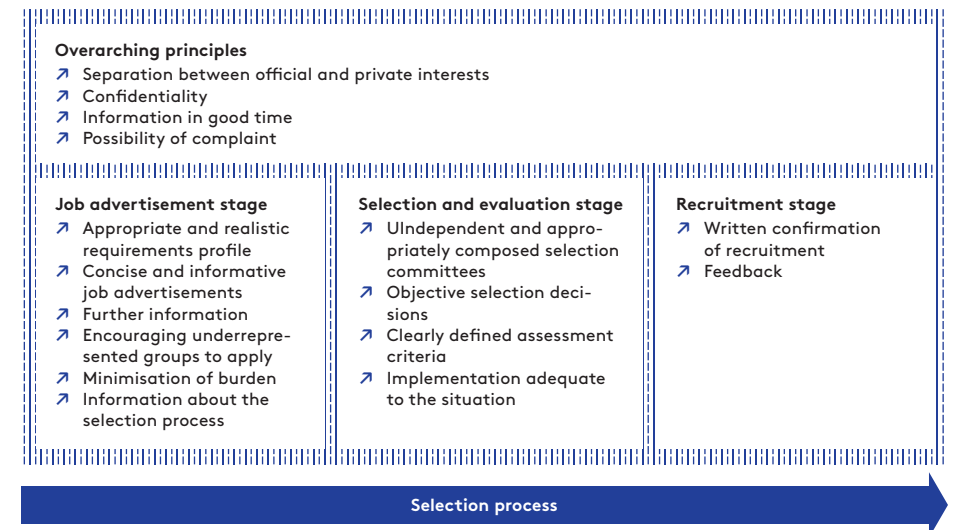 Overarching principles
Separation between official and private interests
Confidentiality
Information in good time
Possibility of complaint
Job advertisement stage
Appropriate and realistic
requirements profile
Concise and informative
job advertisements
Further information
Encouraging underrepre-
sented groups to apply
Minimisation of burden
Information about the
selection process
Selection and evaluation stage
UIndependent and appro-
priately composed selection
committees
Objective selection deci-
sions
Clearly defined assessment
criteria
Implementation adequate
to the situation
Recruitment stage
Written confirmation
of recruitment
Feedback
Selection process